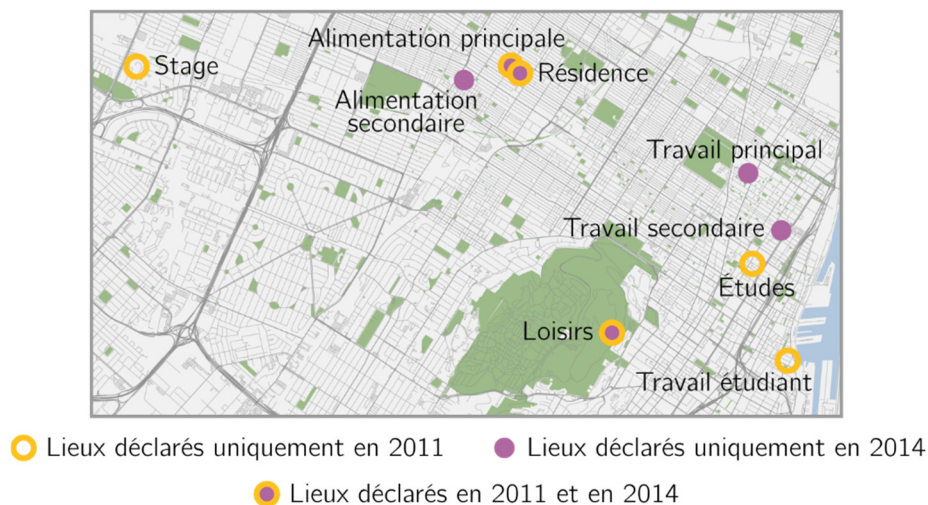 Alimentation principale
Stage
Résidence
Alimentation
secondaire
Travail principal
Travail secondaire
Études
Loisirs
Travail étudiant
Lieux déclarés uniquement en 2011
Lieux déclarés uniquement en 2014
Lieux déclarés en 2011 et en 2014